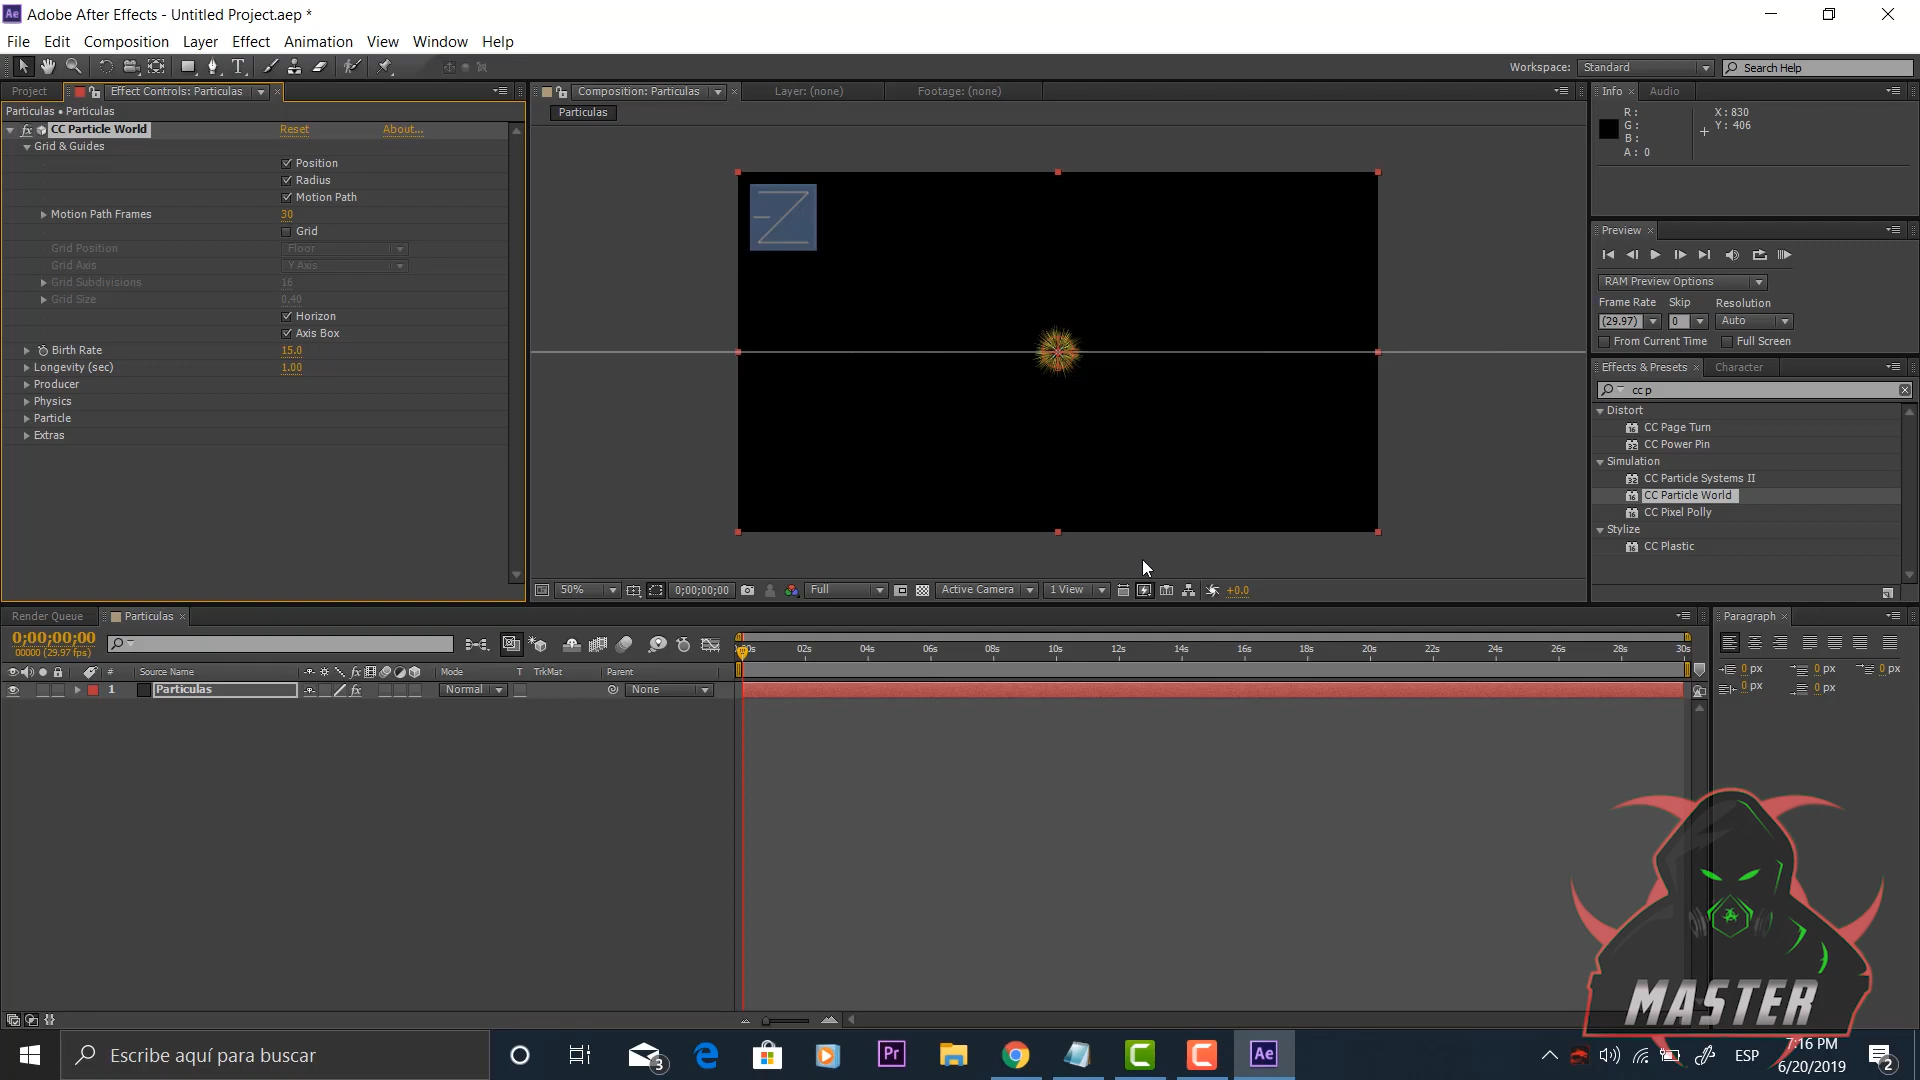 Ae Adobe After Effects - Untitled Project.aep *
File Edit Composition Layer Effect Animation View Window Help
T Workspace: Standard Search Help
Project Effect Controls: Particulas Composition: Particulas Layer: (none) Footage: (none) Info Audio
Particulas • Particulas Particulas
fx CC Particle World Reset About...
R: X: 830
G: Y: 406
B:
A: 0
Grid & Guides
Position
Radius
Motion Path
Motion Path Frames 30
Grid
Grid Position Floor
Grid Axis Y Axis
Grid Subdivisions 16
Grid Size 0.40
Horizon
Axis Box
Birth Rate 15.0
Longevity (sec) 1.00
Producer
Physics
Particle
Extras
Z
50% 0;00;00;00 Full Active Camera 1 View +0.0
Preview
RAM Preview Options
Frame Rate Skip Resolution
(29.97) 0 Auto
From Current Time Full Screen
Effects & Presets Character
cc p
Distort
CC Page Turn
CC Power Pin
Simulation
CC Particle Systems II
CC Particle World
CC Pixel Polly
Stylize
CC Plastic
Render Queue Particulas
0;00;00;00
00000 (29.97 fps)
02s 04s 06s 08s 10s 12s 14s 16s 18s 20s 22s 24s 26s 28s 30s
# Source Name fx Mode T TrkMat Parent
1 Particulas fx Normal None
Paragraph
0 px 0 px 0 px
0 px 0 px
MASTER
Escribe aquí para buscar 3 Pr Ae ESP 7:16 PM
6/20/2019 2